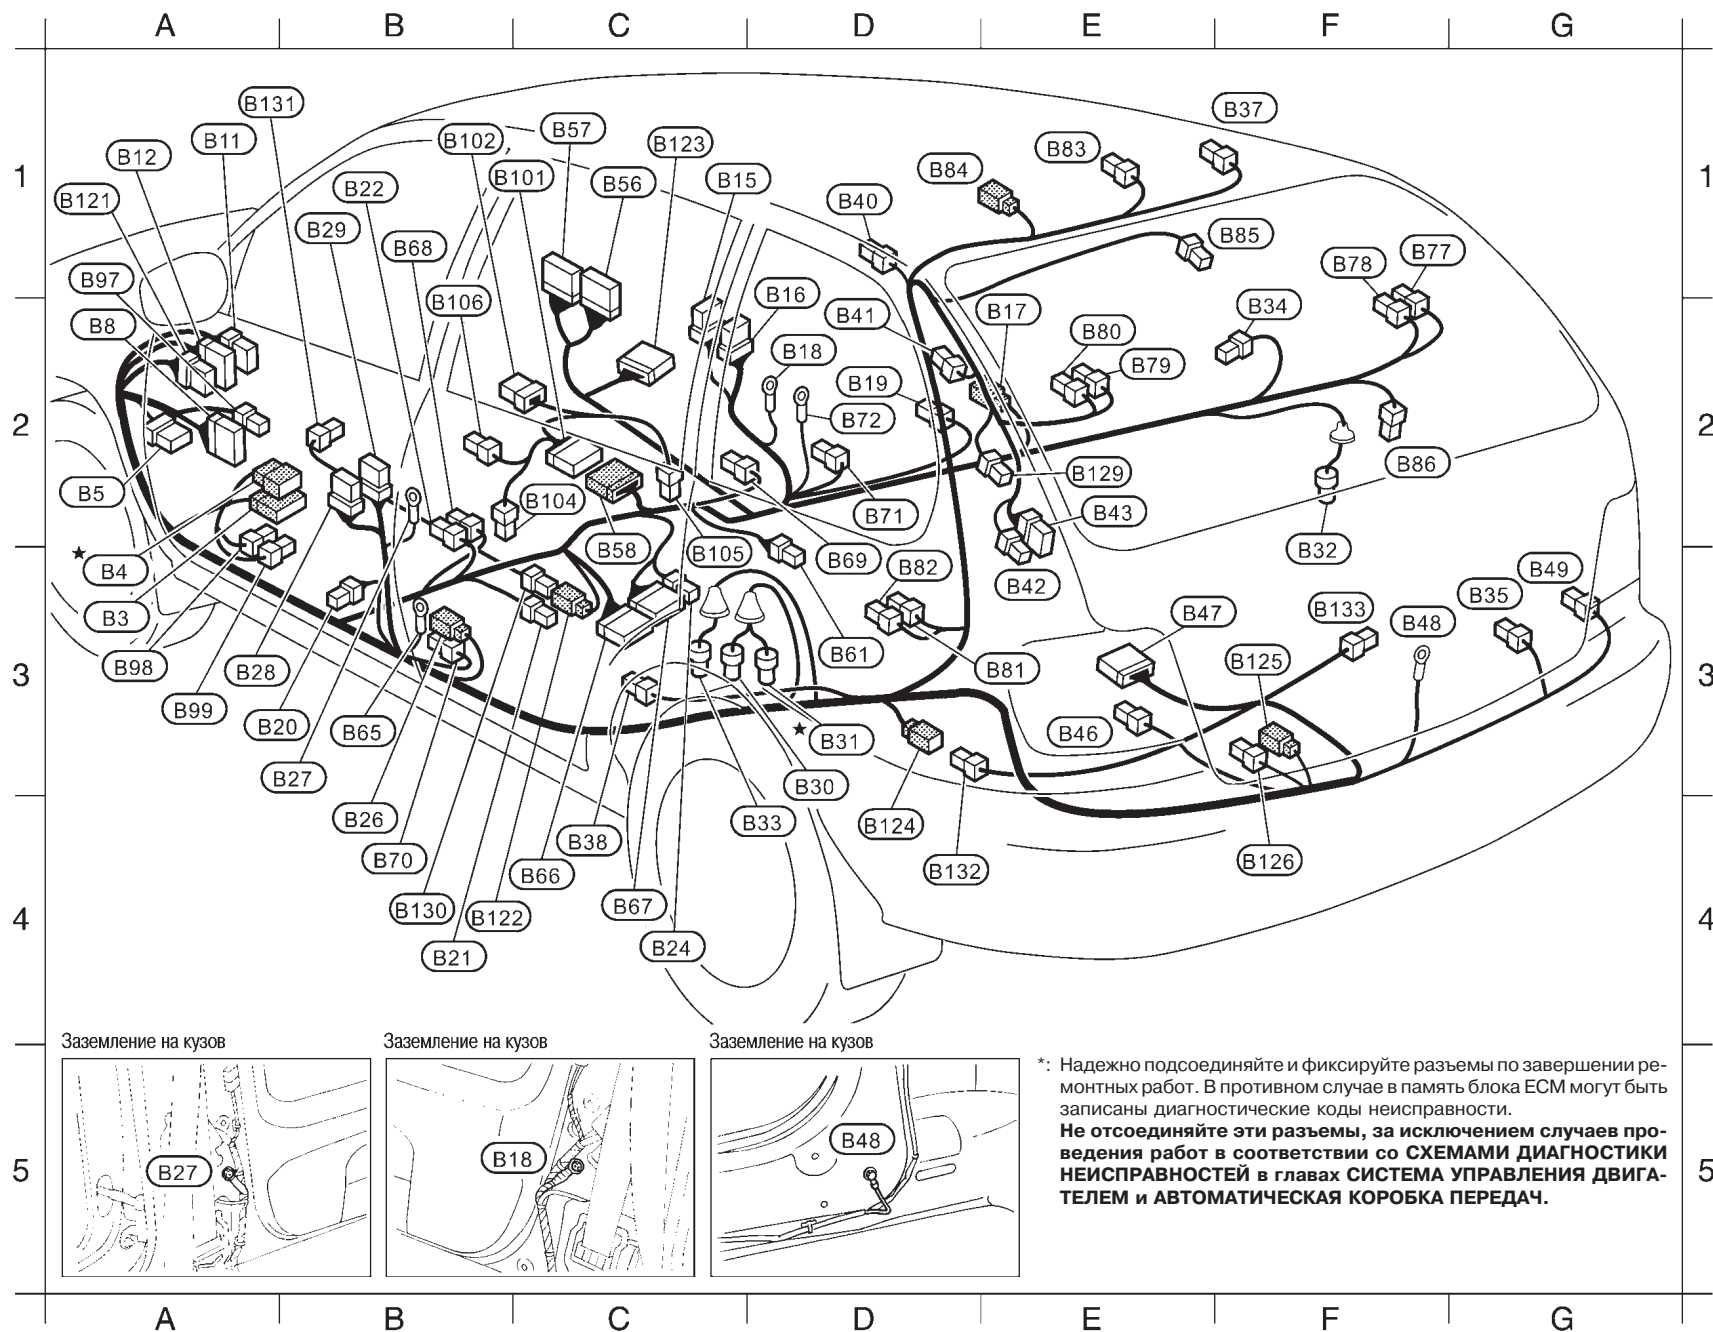 A B C D E F G
B131 B102 B57 B37
B12 B11 B123 B83
1 B121 B22 B101 B56 B15 B84 1
B29 B40
B97 B68 B85
B8 B106 B16 B41 B78 B77
B17 B34
B18 B80
B19 B79
2 B72 2
B5 B129 B86
B104 B71 B43
★ B4 B58 B105 B69 B32
B82 B42 B49
B3 B47 B133 B35 B48
B98 B28 B61 B81 B125
3 B99 B20 B65 3
★ B31 B46
B27 B30
B26 B33 B124
B70 B38 B132 B126
B66
B130 B122 B67
4 4
B21 B24
Заземление на кузов Заземление на кузов Заземление на кузов
*: Надежно подсоединяйте и фиксируйте разъемы по завершении ре-
монтных работ. В противном случае в память блока ECM могут быть
записаны диагностические коды неисправности.
Не отсоединяйте эти разъемы, за исключением случаев про-
ведения работ в соответствии со СХЕМАМИ ДИАГНОСТИКИ
НЕИСПРАВНОСТЕЙ в главах СИСТЕМА УПРАВЛЕНИЯ ДВИГА-
ТЕЛЕМ и АВТОМАТИЧЕСКАЯ КОРОБКА ПЕРЕДАЧ.
5 B27 B18 B48 5
A B C D E F G